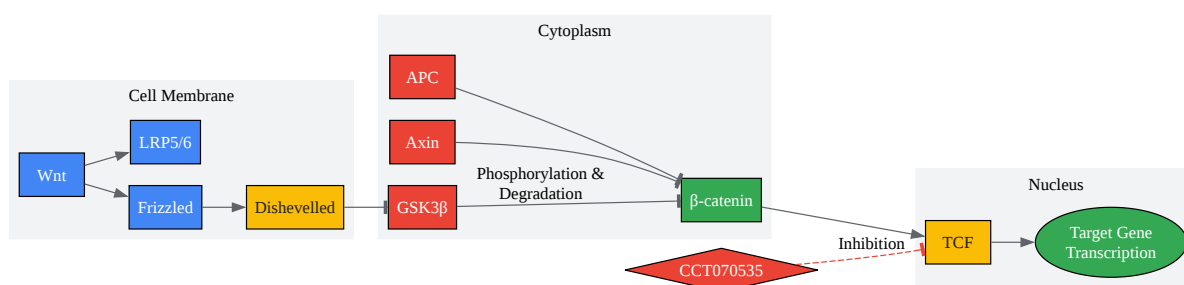 Cell Membrane
Wnt
LRP5/6
Frizzled
Dishevelled
Cytoplasm
APC
Axin
GSK3β
Phosphorylation &
Degradation
β-catenin
CCT070535
Inhibition
Nucleus
TCF
Target Gene
Transcription